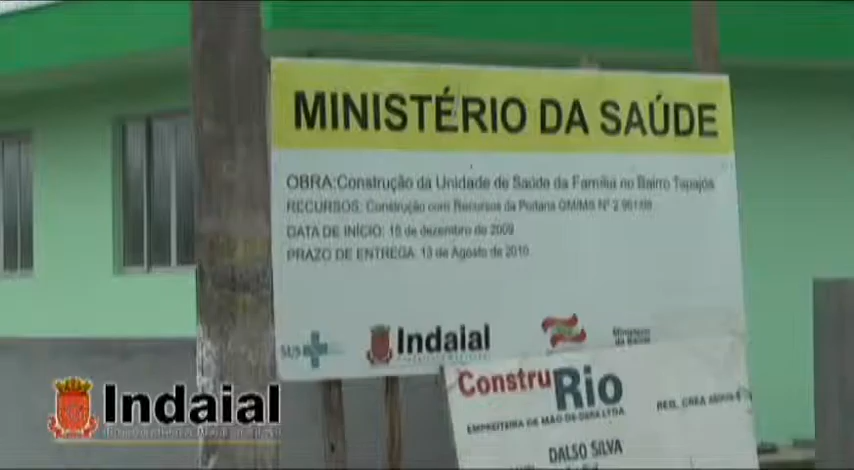 MINISTÉRIO DA SAÚDE
OBRA: Construção da Unidade de Saúde da Família no Bairro Tapajós
RECURSOS: Construção com Recursos da Portaria GM/MS Nº
DATA DE INÍCIO: 15 de dezembro de 2009
PRAZO DE ENTREGA: 13 de Agosto de 2010
SUS Indaial Ministério da Saúde
ConstruRio
EMPREITEIRA DE MÃO-DE-OBRA LTDA
REG. CREA
DALSO SILVA
Indaial